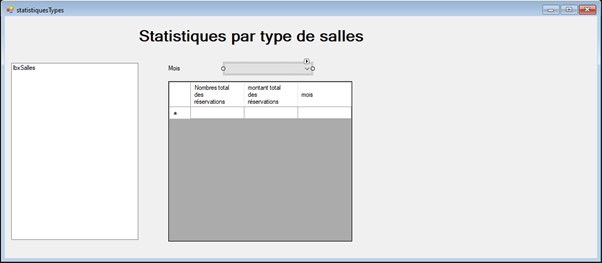 statistiquesTypes
Statistiques par type de salles
lbxSalles
Mois
Nombres total
des
réservations
montant total
des
réservations
mois